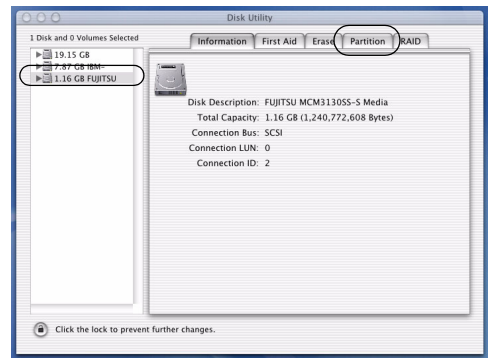 Disk Utility
1 Disk and 0 Volumes Selected
Information First Aid Erase Partition RAID
19.15 GB
7.87 GB IBM-
1.16 GB FUJITSU
Disk Description: FUJITSU MCM3130SS-S Media
Total Capacity: 1.16 GB (1,240,772,608 Bytes)
Connection Bus: SCSI
Connection LUN: 0
Connection ID: 2
Click the lock to prevent further changes.